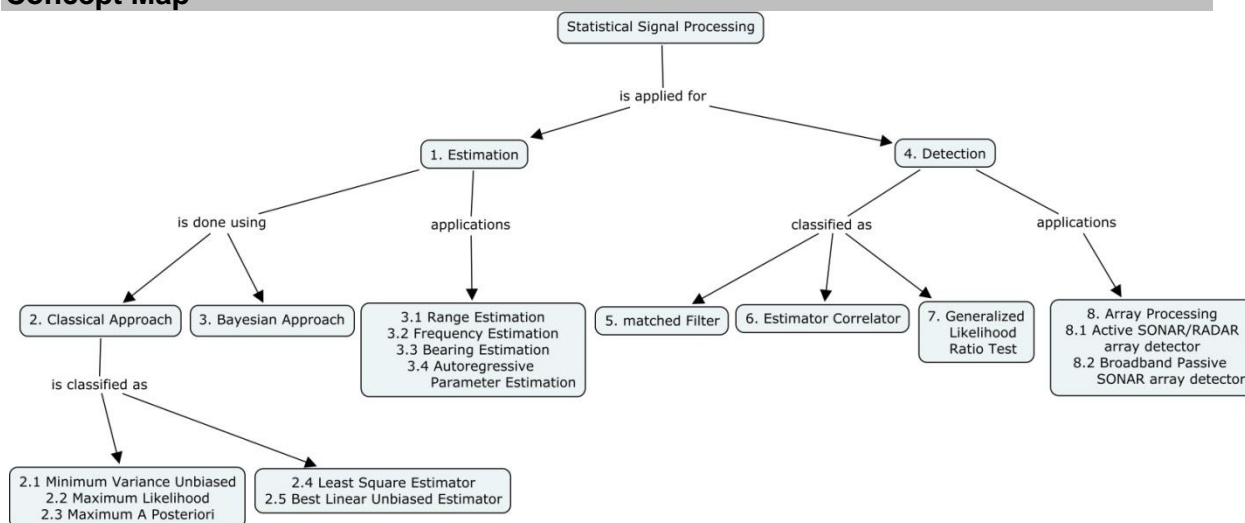 Concept Map
Statistical Signal Processing
is applied for
1. Estimation
4. Detection
is done using
applications
classified as
applications
2. Classical Approach
3. Bayesian Approach
3.1 Range Estimation
3.2 Frequency Estimation
3.3 Bearing Estimation
3.4 Autoregressive
Parameter Estimation
5. matched Filter
6. Estimator Correlator
7. Generalized
Likelihood
Ratio Test
8. Array Processing
8.1 Active SONAR/RADAR
array detector
8.2 Broadband Passive
SONAR array detector
is classified as
2.1 Minimum Variance Unbiased
2.2 Maximum Likelihood
2.3 Maximum A Posteriori
2.4 Least Square Estimator
2.5 Best Linear Unbiased Estimator